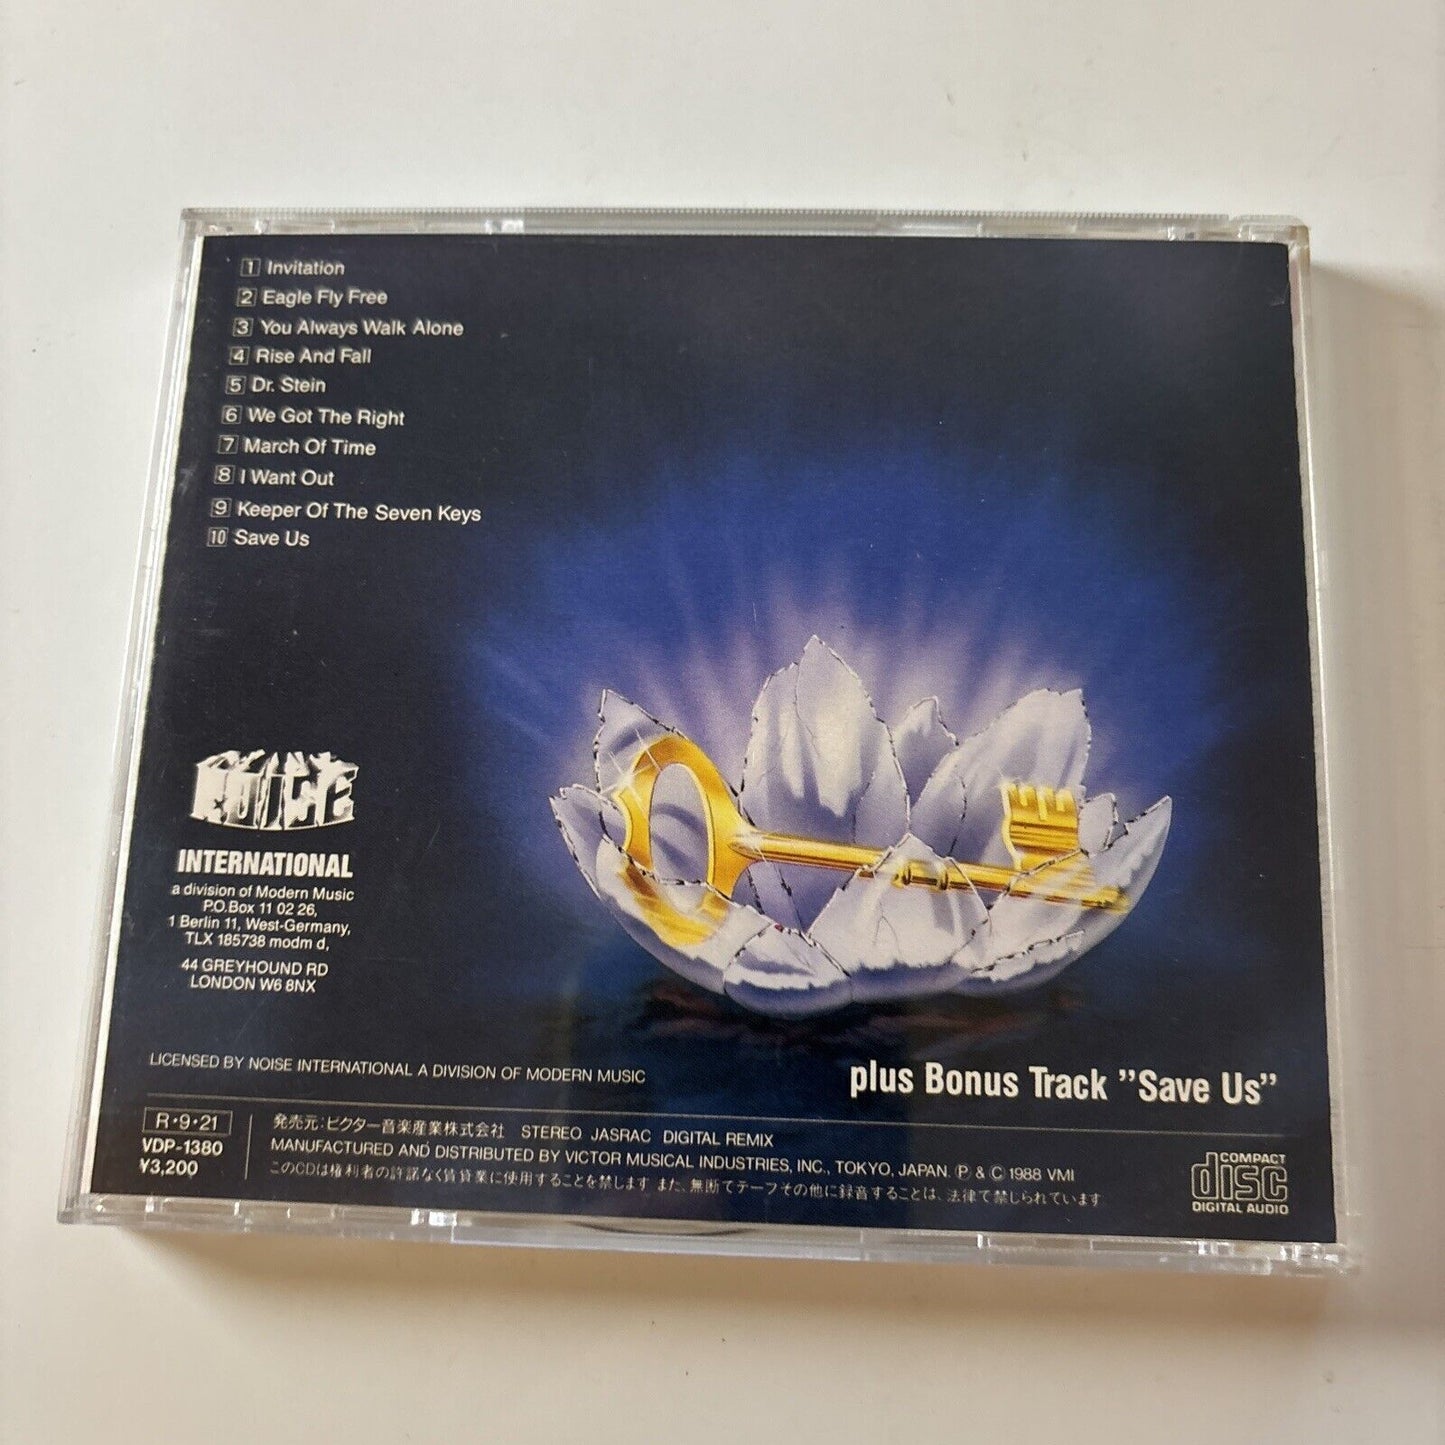 1 Invitation
2 Eagle Fly Free
3 You Always Walk Alone
4 Rise And Fall
5 Dr. Stein
6 We Got The Right
7 March Of Time
8 I Want Out
9 Keeper Of The Seven Keys
10 Save Us
NOISE
INTERNATIONAL
a division of Modern Music
P.O.Box 11 02 26,
1 Berlin 11, West-Germany,
TLX 185738 modm d,
44 GREYHOUND RD
LONDON W6 8NX
LICENSED BY NOISE INTERNATIONAL A DIVISION OF MODERN MUSIC
plus Bonus Track ”Save Us”
R・9・21
VDP-1380
¥3,200
発売元:ビクター音楽産業株式会社 STEREO JASRAC DIGITAL REMIX
MANUFACTURED AND DISTRIBUTED BY VICTOR MUSICAL INDUSTRIES, INC., TOKYO, JAPAN. Ⓟ & © 1988 VMI
このCDは権利者の許諾なく賃貸業に使用することを禁じます また、無断でテープその他に録音することは、法律で禁じられています
COMPACT
disc
DIGITAL AUDIO